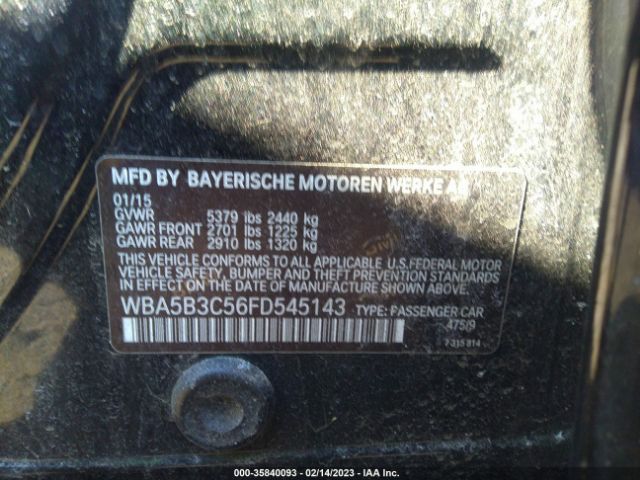 MFD BY BAYERISCHE MOTOREN WERKE AG
01/15
GVWR 5379 lbs 2440 kg
GAWR FRONT 2701 lbs 1225 kg
GAWR REAR 2910 lbs 1320 kg
THIS VEHICLE CONFORMS TO ALL APPLICABLE U.S.FEDERAL MOTOR
VEHICLE SAFETY, BUMPER AND THEFT PREVENTION STANDARDS
IN EFFECT ON THE DATE OF MANUFACTURE SHOWN ABOVE.
WBA5B3C56FD545143 TYPE: PASSENGER CAR
475/9
7 315 814
000-35840093 - 02/14/2023 - IAA Inc.